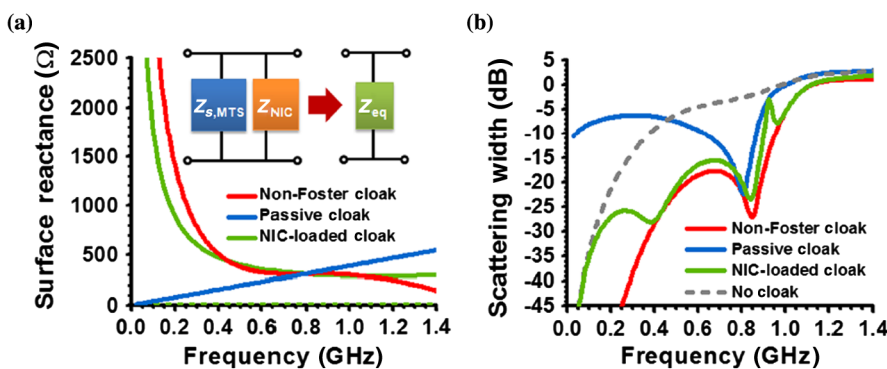 (a)
2500
2000
1500
1000
500
0
Surface reactance (Ω)
Zs,MTS
ZNIC
Zeq
Non-Foster cloak
Passive cloak
NIC-loaded cloak
0.0 0.2 0.4 0.6 0.8 1.0 1.2 1.4
Frequency (GHz)
(b)
5
0
-5
-10
-15
-20
-25
-30
-35
-40
-45
Scattering width (dB)
Non-Foster cloak
Passive cloak
NIC-loaded cloak
No cloak
0.0 0.2 0.4 0.6 0.8 1.0 1.2 1.4
Frequency (GHz)